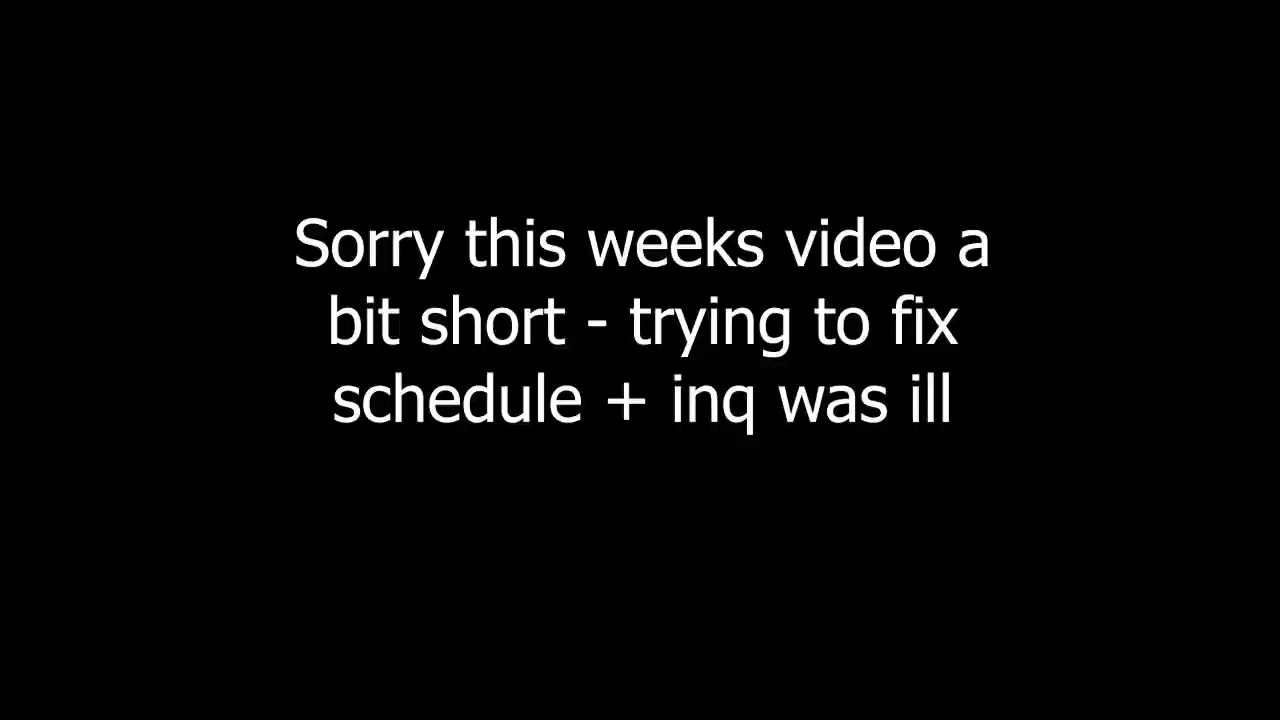 Sorry this weeks video a
bit short - trying to fix
schedule + inq was ill